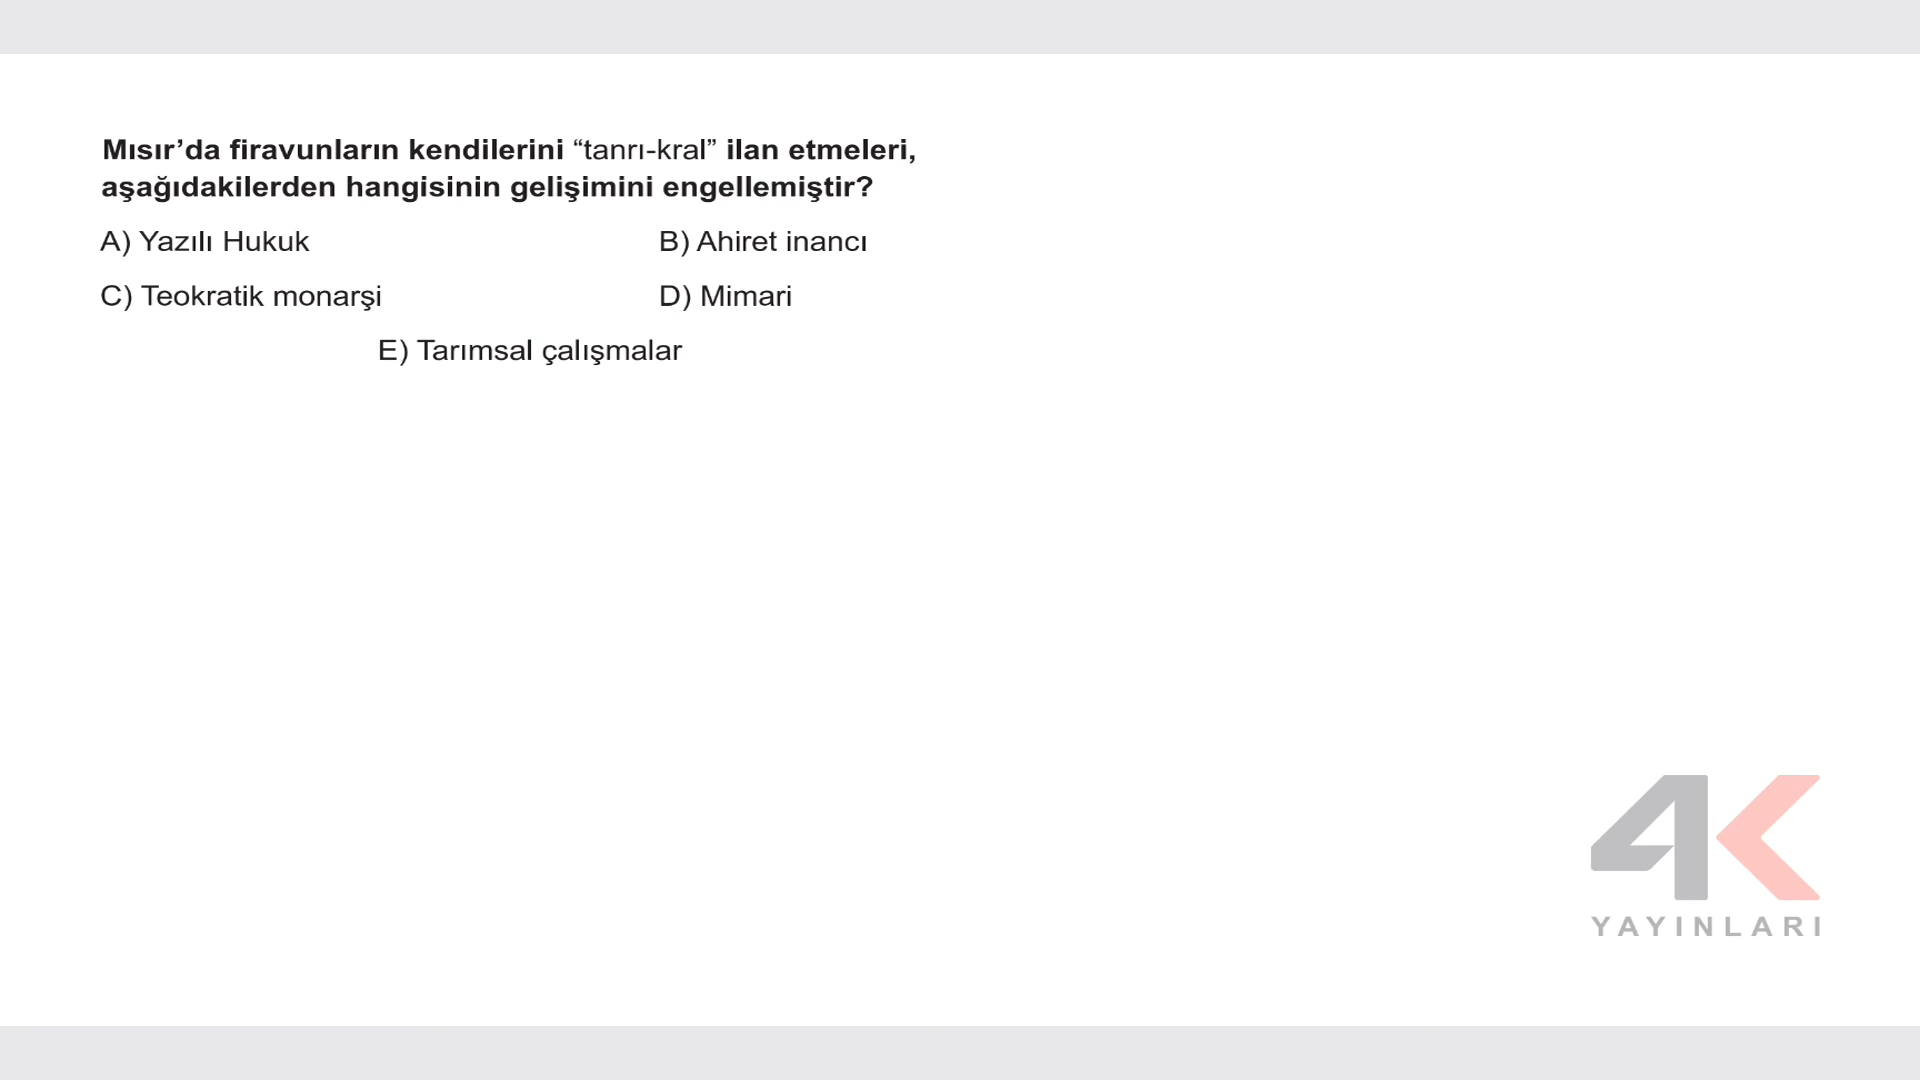 Mısır’da firavunların kendilerini “tanrı-kral” ilan etmeleri,
aşağıdakilerden hangisinin gelişimini engellemiştir?
A) Yazılı Hukuk B) Ahiret inancı
C) Teokratik monarşi D) Mimari
E) Tarımsal çalışmalar
4K
YAYINLARI